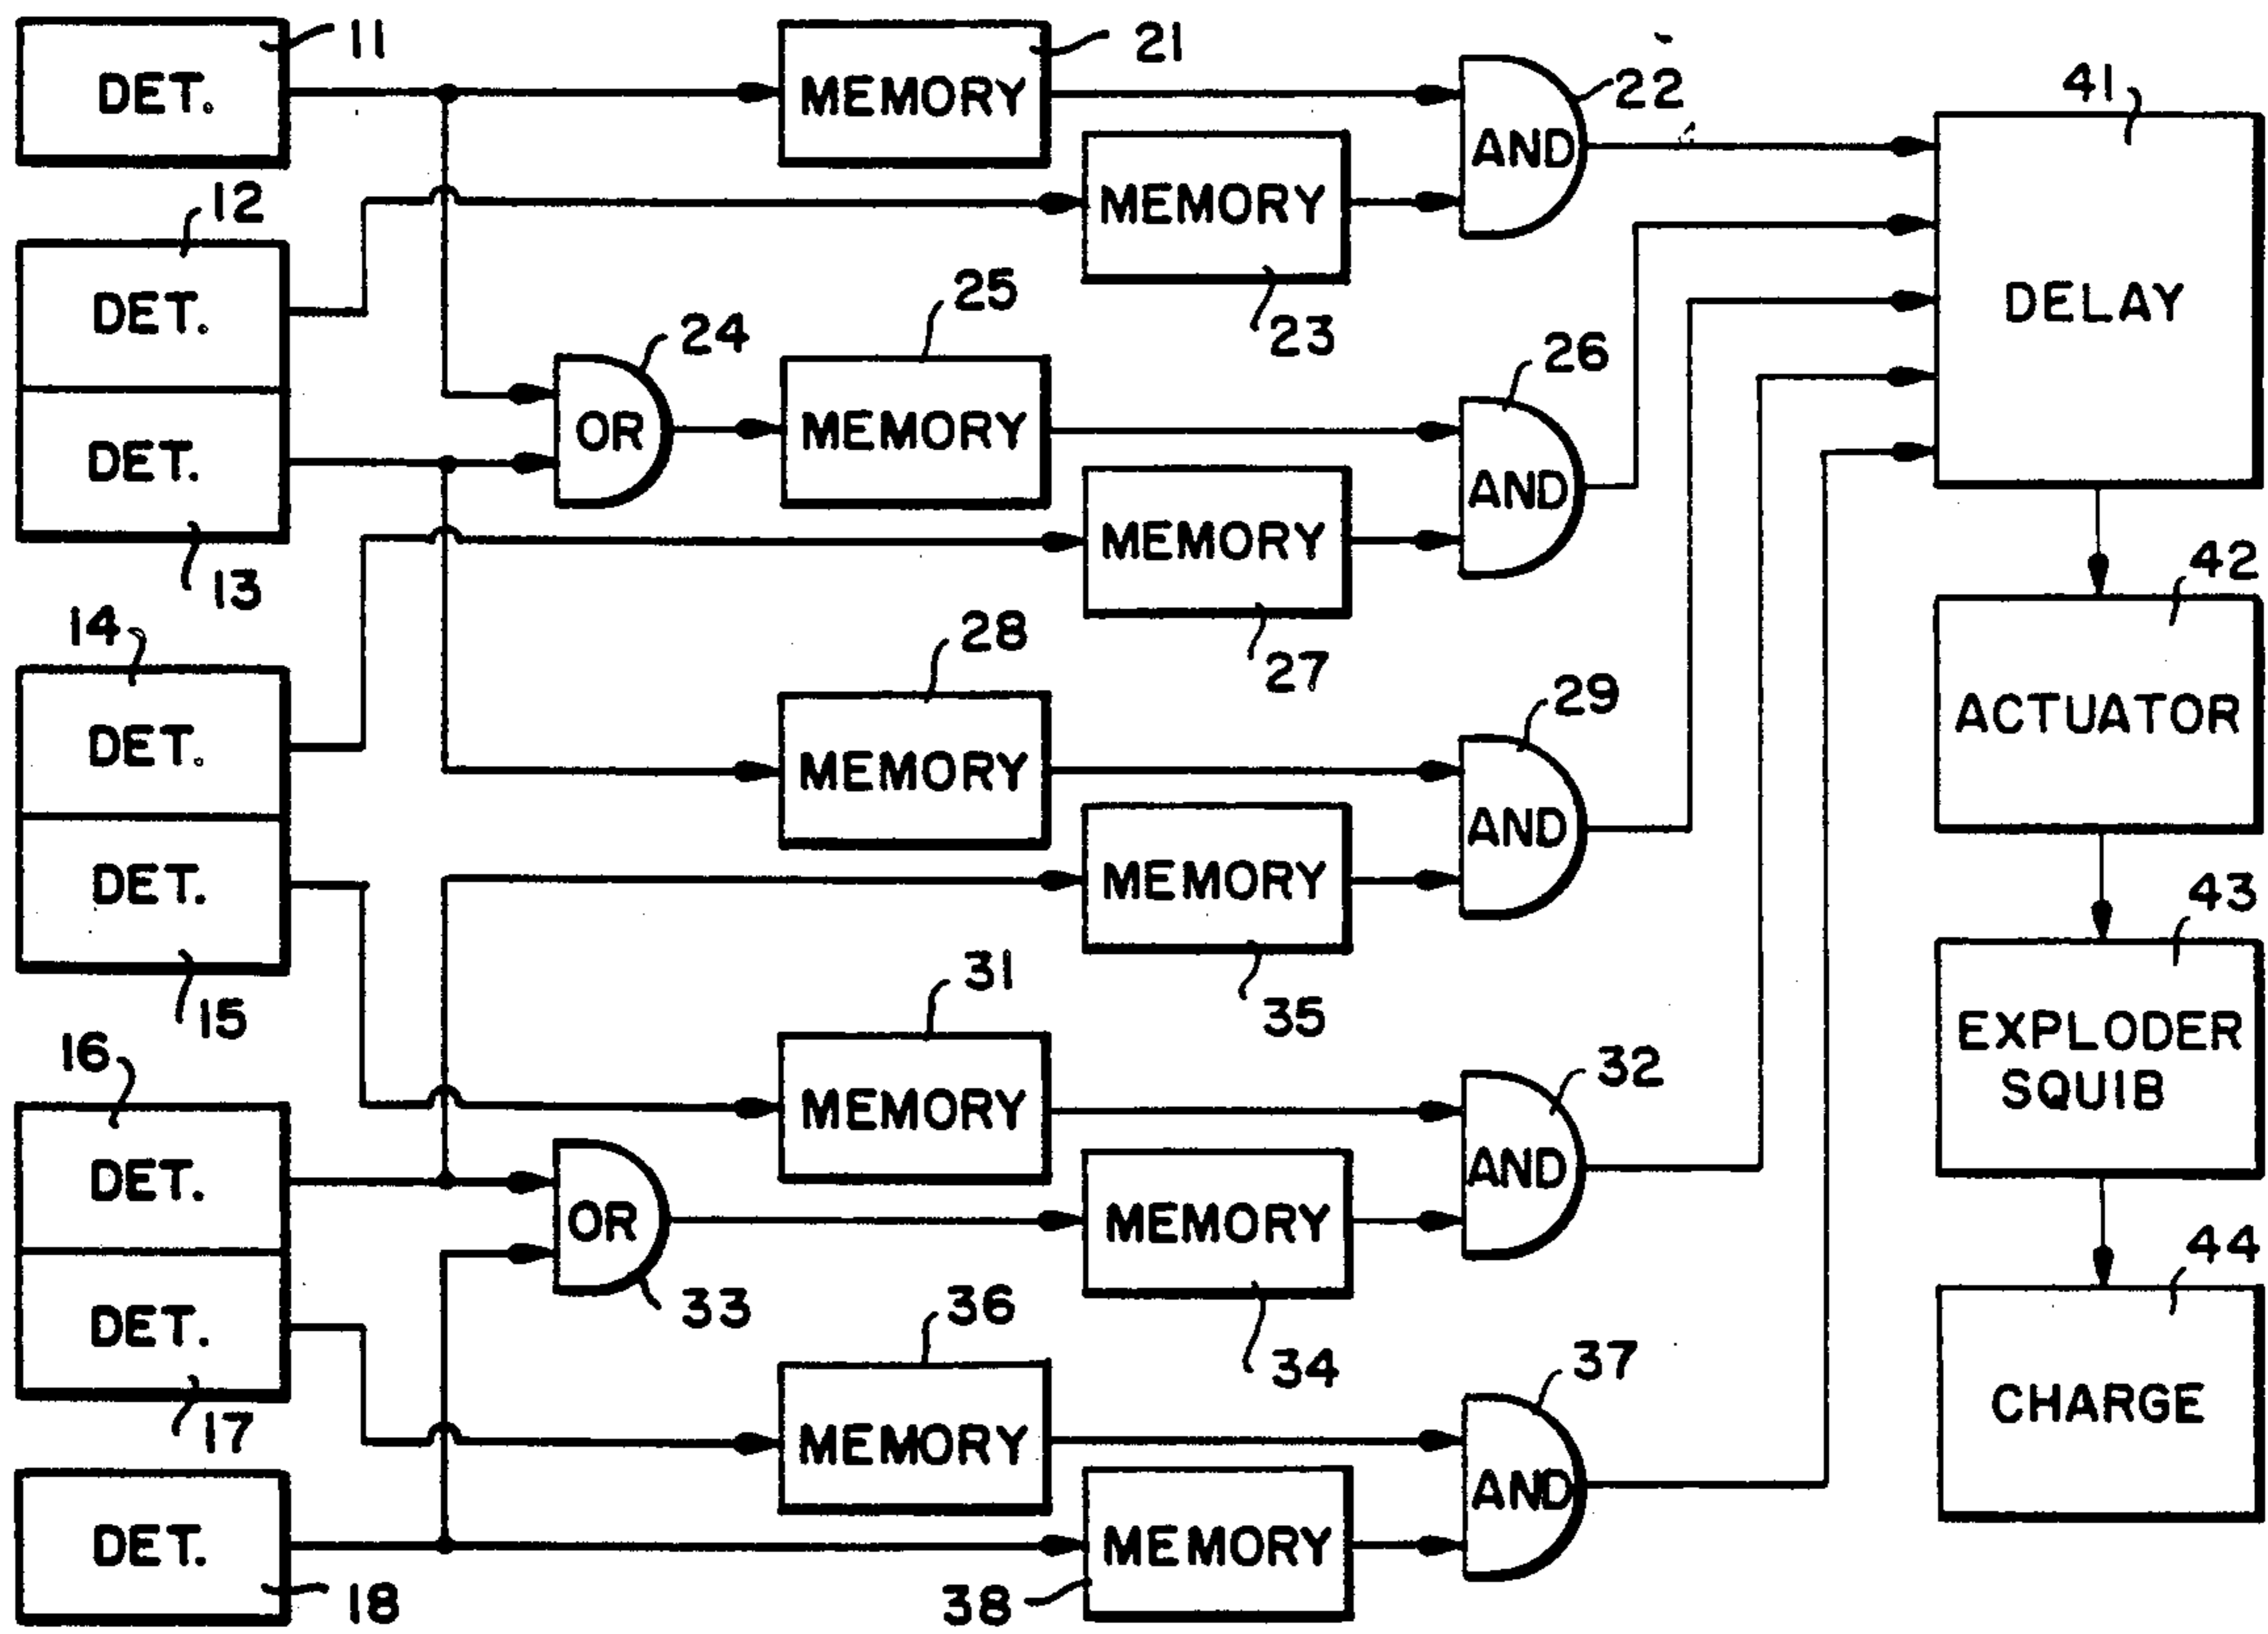 DET.
11
MEMORY
21
AND
22
41
12
MEMORY
DET.
DELAY
23
24
25
26
DET.
OR
MEMORY
AND
13
MEMORY
42
14
27
28
29
DET.
MEMORY
AND
ACTUATOR
DET.
MEMORY
43
15
31
35
16
32
EXPLODER
SQUIB
MEMORY
AND
DET.
OR
MEMORY
44
33
36
34
37
DET.
17
MEMORY
AND
CHARGE
DET.
MEMORY
18
38